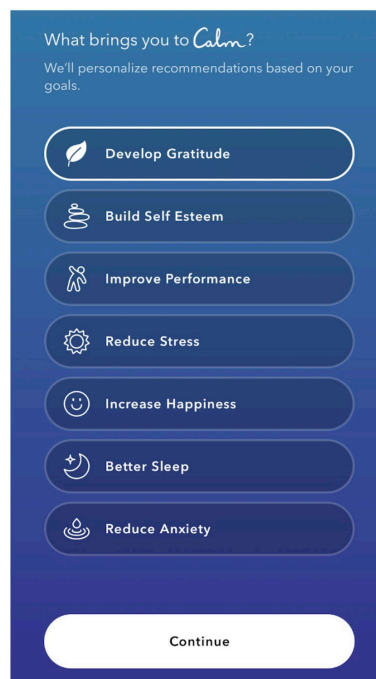 What brings you to Calm?
We'll personalize recommendations based on your
goals.
Develop Gratitude
Build Self Esteem
Improve Performance
Reduce Stress
Increase Happiness
Better Sleep
Reduce Anxiety
Continue